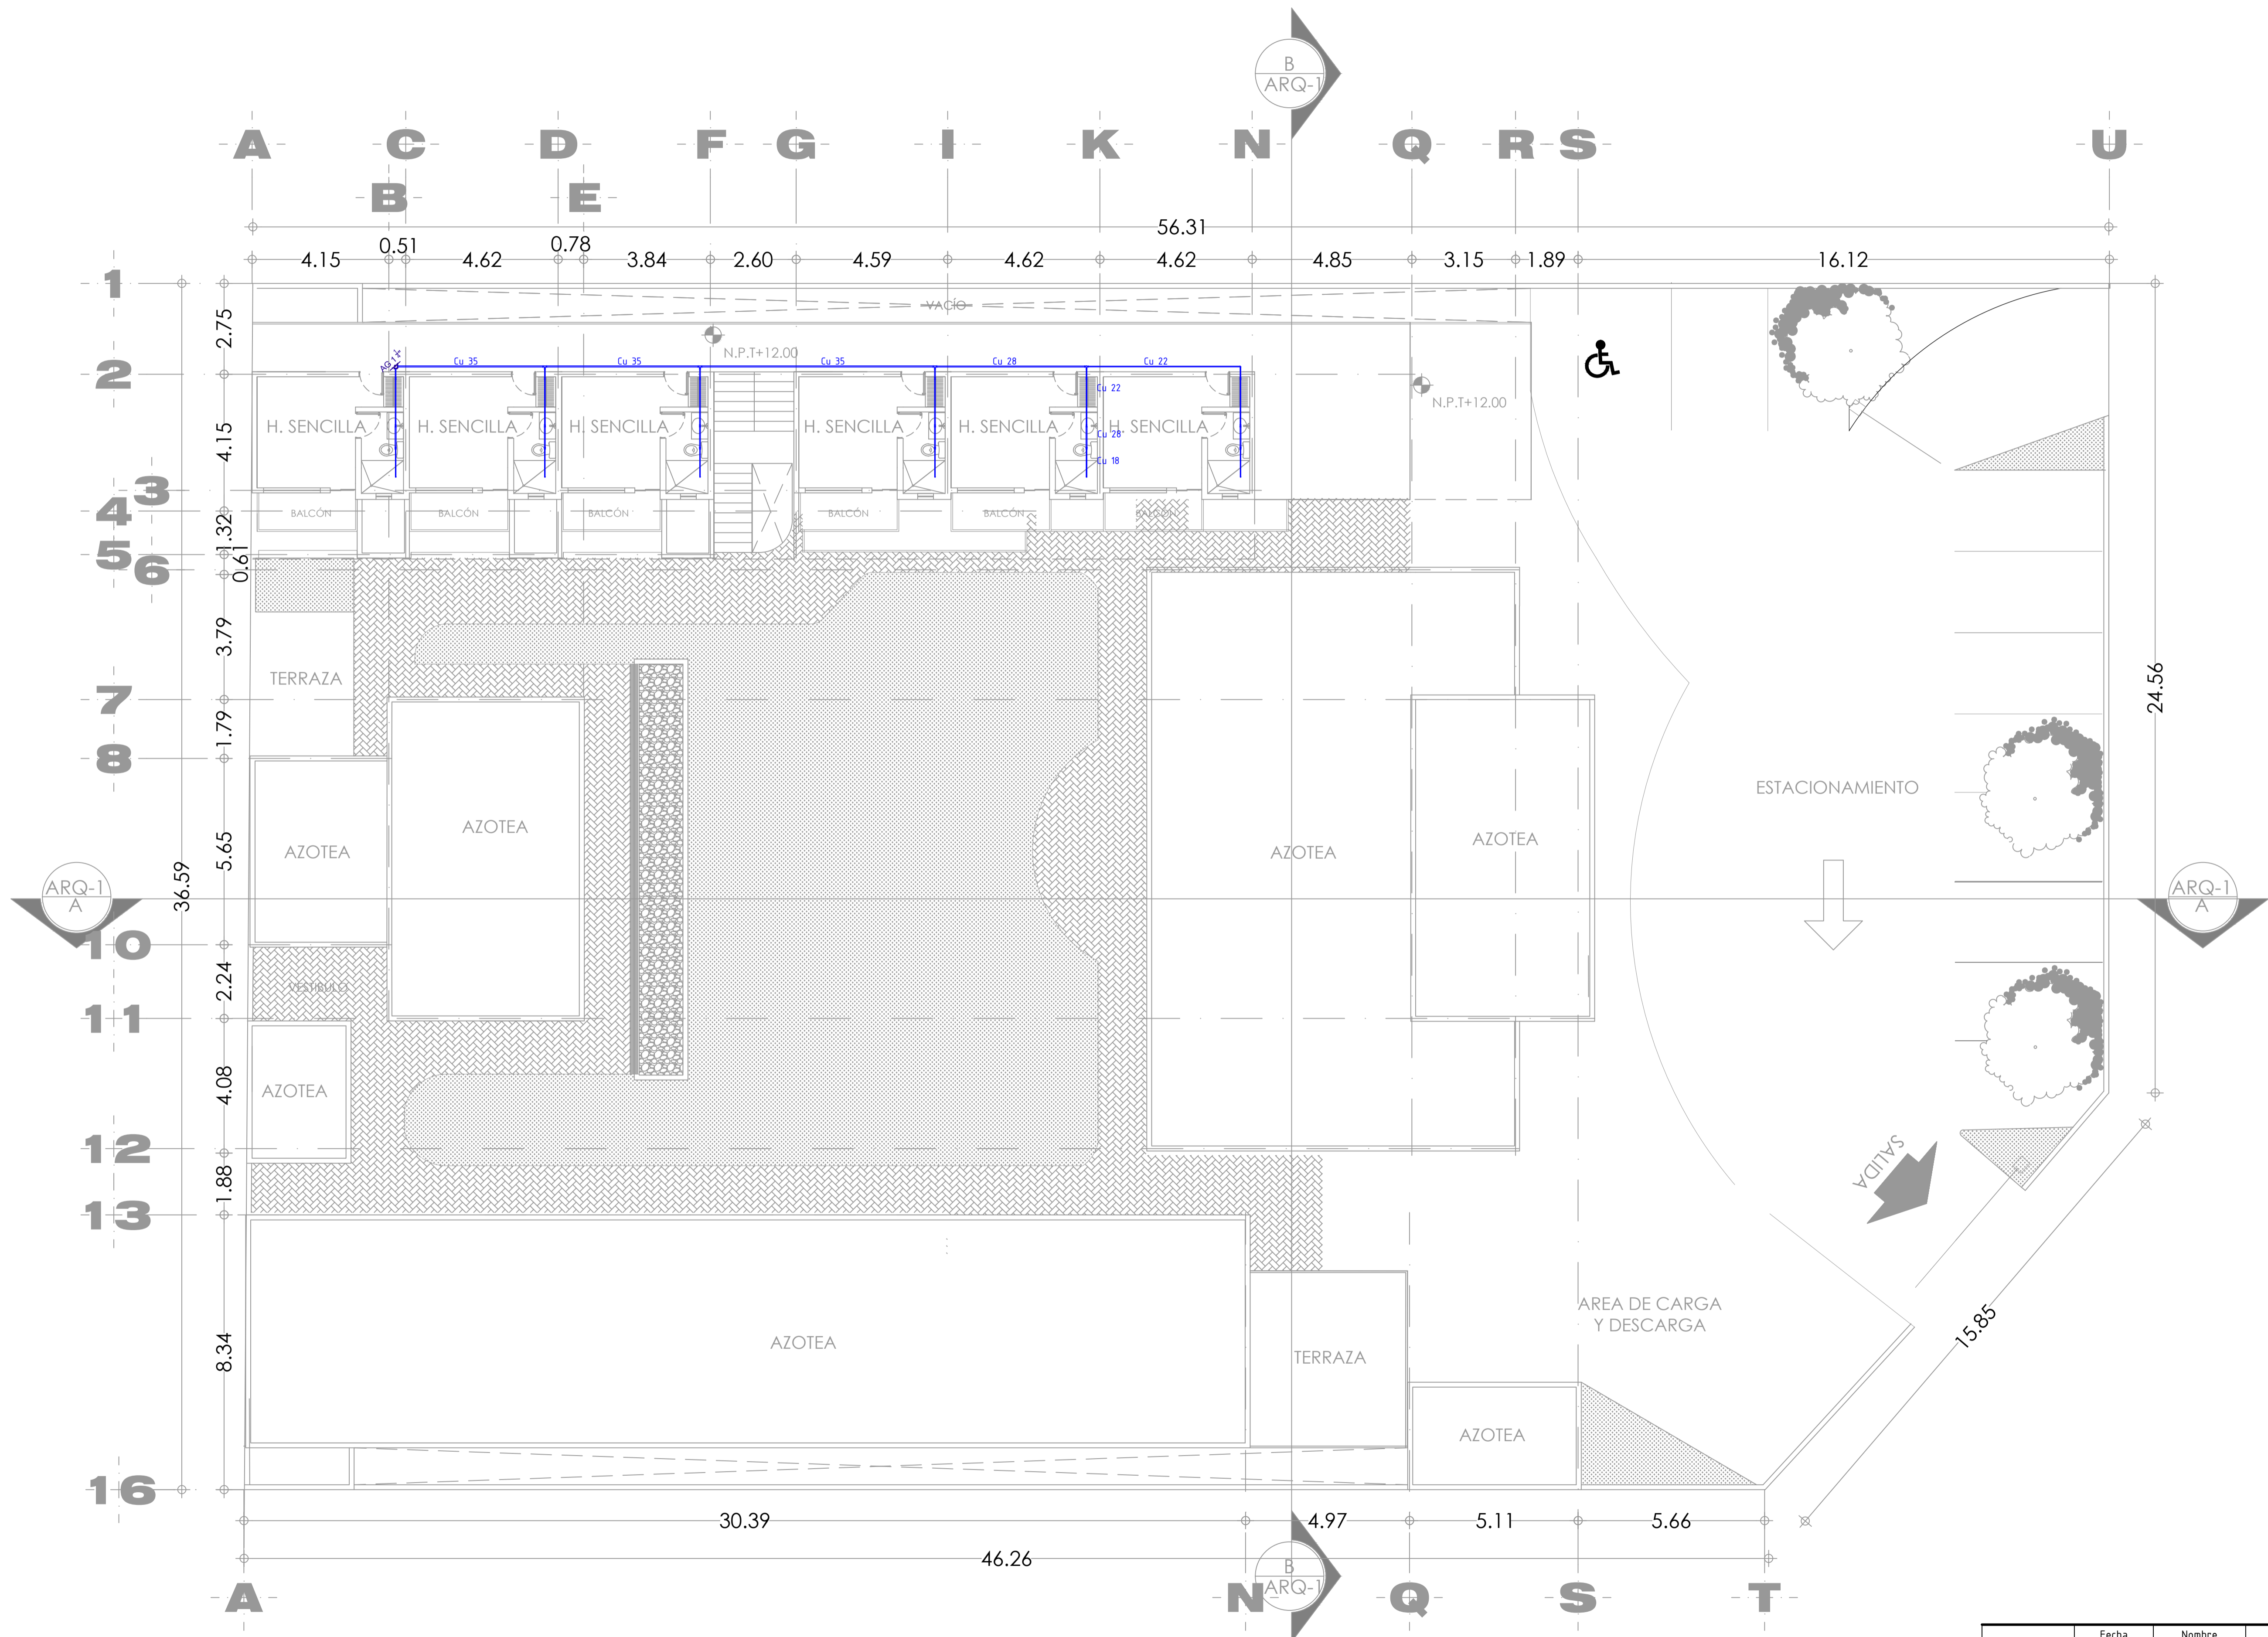 B
ARQ-1
A
C
D
F
G
I
K
N
Q
R
S
U
B
E
56.31
4.15
0.51
4.62
0.78
3.84
2.60
4.59
4.62
4.62
4.85
3.15
1.89
16.12
1
2
3
4
5
6
7
8
10
11
12
13
16
2.75
4.15
1.32
0.61
3.79
1.79
5.65
2.24
4.08
1.88
8.34
36.59
24.56
15.85
VACÍO
N.P.T+12.00
N.P.T+12.00
Cu 35
Cu 35
Cu 35
Cu 28
Cu 22
Cu 22
Cu 28
Cu 18
H. SENCILLA
H. SENCILLA
H. SENCILLA
H. SENCILLA
H. SENCILLA
H. SENCILLA
BALCÓN
BALCÓN
BALCÓN
BALCÓN
BALCÓN
BALCÓN
TERRAZA
AZOTEA
AZOTEA
AZOTEA
AZOTEA
ESTACIONAMIENTO
ARQ-1
A
ARQ-1
A
VESTIBULO
AZOTEA
SALIDA
AREA DE CARGA
Y DESCARGA
AZOTEA
TERRAZA
AZOTEA
30.39
4.97
5.11
5.66
46.26
B
ARQ-1
A
N
Q
S
T
Fecha
Nombre